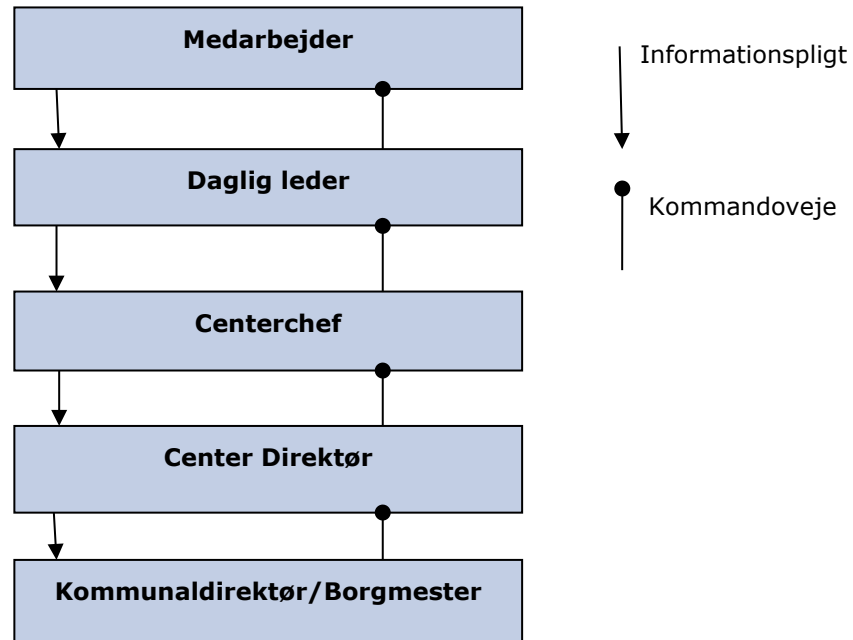 Medarbejder
Informationspligt
Daglig leder
Kommandoveje
Centerchef
Center Direktør
Kommunaldirektør/Borgmester